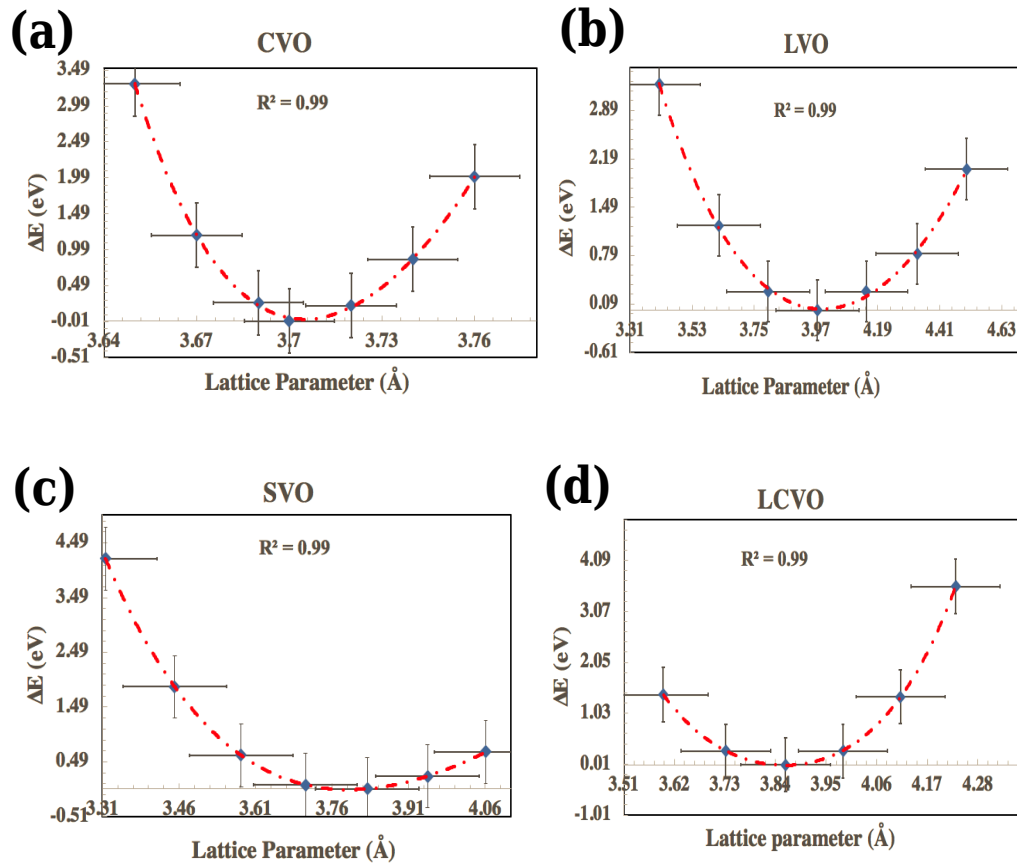 (a)
CVO
R² = 0.99
ΔE (eV)
3.49
2.99
2.49
1.99
1.49
0.99
0.49
-0.01
-0.51
3.64 3.67 3.7 3.73 3.76
Lattice Parameter (Å)
(b)
LVO
R² = 0.99
ΔE (eV)
2.89
2.19
1.49
0.79
0.09
-0.61
3.31 3.53 3.75 3.97 4.19 4.41 4.63
Lattice Parameter (Å)
(c)
SVO
R² = 0.99
ΔE (eV)
4.49
3.49
2.49
1.49
0.49
-0.51
3.31 3.46 3.61 3.76 3.91 4.06
Lattice Parameter (Å)
(d)
LCVO
R² = 0.99
ΔE (eV)
4.09
3.07
2.05
1.03
0.01
-1.01
3.51 3.62 3.73 3.84 3.95 4.06 4.17 4.28
Lattice parameter (Å)